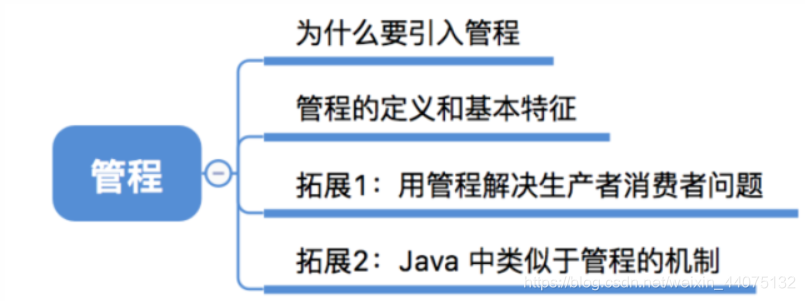 为什么要引入管程
管程的定义和基本特征
管程
拓展1：用管程解决生产者消费者问题
拓展2：Java 中类似于管程的机制
https://blog.csdn.net/weixin_44075132